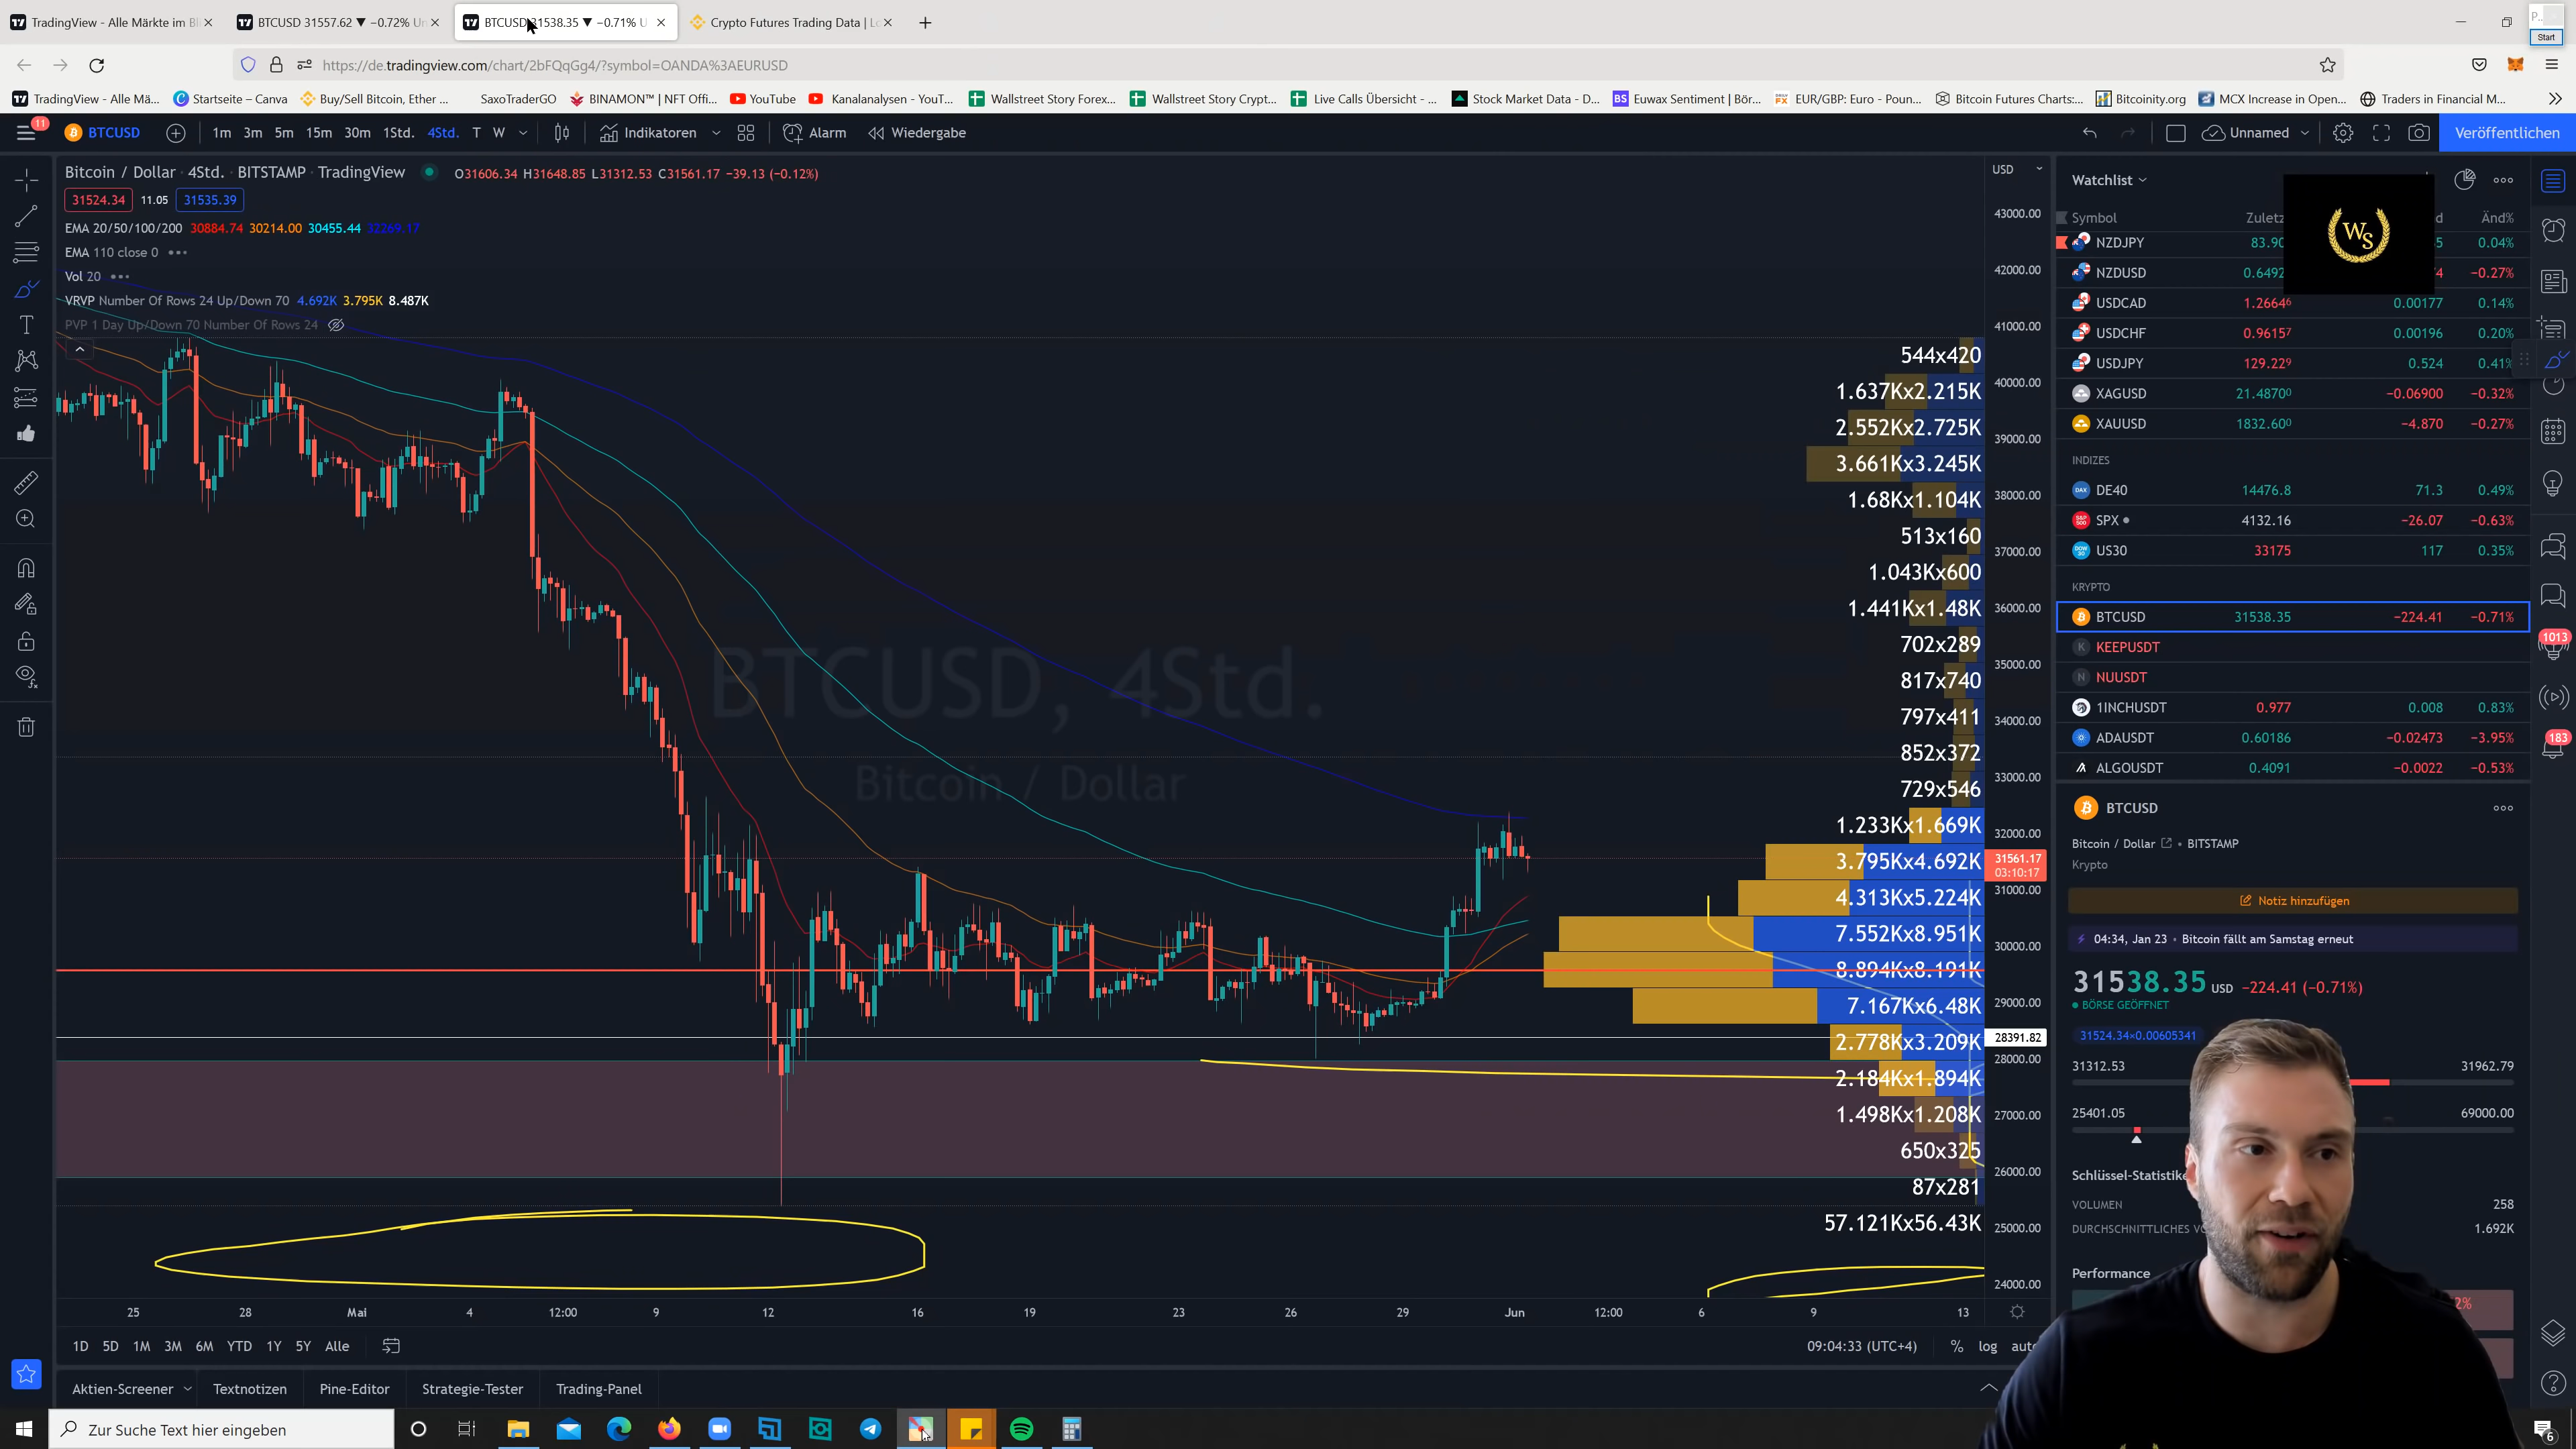 TradingView - Alle Märkte im Bl
BTCUSD 31557.62 ▼ −0.72% Un
BTCUSD 31538.35 ▼ −0.71% U
Crypto Futures Trading Data | Lo
Start
https://de.tradingview.com/chart/2bFQqGg4/?symbol=OANDA%3AEURUSD
TradingView - Alle Mä...
Startseite – Canva
Buy/Sell Bitcoin, Ether ...
SaxoTraderGO
BINAMON™ | NFT Offi...
YouTube
Kanalanalysen - YouT...
Wallstreet Story Forex...
Wallstreet Story Crypt...
Live Calls Übersicht - ...
Stock Market Data - D...
Euwax Sentiment | Bör...
EUR/GBP: Euro - Poun...
Bitcoin Futures Charts:...
Bitcoinity.org
MCX Increase in Open...
Traders in Financial M...
11
BTCUSD
1m 3m 5m 15m 30m 1Std. 4Std. T W
Indikatoren
Alarm
Wiedergabe
Unnamed
Veröffentlichen
Bitcoin / Dollar · 4Std. · BITSTAMP · TradingView
O31606.34 H31648.85 L31312.53 C31561.17 −39.13 (−0.12%)
31524.34 11.05 31535.39
EMA 20/50/100/200 30884.74 30214.00 30455.44 32269.17
EMA 110 close 0
Vol 20
VRVP Number Of Rows 24 Up/Down 70 4.692K 3.795K 8.487K
PVP 1 Day Up/Down 70 Number Of Rows 24
BTCUSD, 4Std.
Bitcoin / Dollar
544x420
1.637Kx2.215K
2.552Kx2.725K
3.661Kx3.245K
1.68Kx1.104K
513x160
1.043Kx600
1.441Kx1.48K
702x289
817x740
797x411
852x372
729x546
1.233Kx1.669K
3.795Kx4.692K
4.313Kx5.224K
7.552Kx8.951K
8.894Kx8.191K
7.167Kx6.48K
2.778Kx3.209K
2.184Kx1.894K
1.498Kx1.208K
650x325
87x281
57.121Kx56.43K
USD
43000.00
42000.00
41000.00
40000.00
39000.00
38000.00
37000.00
36000.00
35000.00
34000.00
33000.00
32000.00
31561.17
03:10:17
31000.00
30000.00
29000.00
28391.82
28000.00
27000.00
26000.00
25000.00
24000.00
25 28 Mai 4 12:00 9 12 16 19 23 26 29 Jun 12:00 6 9 13
1D 5D 1M 3M 6M YTD 1Y 5Y Alle
09:04:33 (UTC+4)
% log
Aktien-Screener
Textnotizen
Pine-Editor
Strategie-Tester
Trading-Panel
Watchlist
WS
Symbol Zuletz Änd%
NZDJPY 83.90 5 0.04%
NZDUSD 0.6492 4 −0.27%
USDCAD 1.26646 0.00177 0.14%
USDCHF 0.96157 0.00196 0.20%
USDJPY 129.229 0.524 0.41%
XAGUSD 21.48700 −0.06900 −0.32%
XAUUSD 1832.600 −4.870 −0.27%
INDIZES
DE40 14476.8 71.3 0.49%
SPX 4132.16 −26.07 −0.63%
US30 33175 117 0.35%
KRYPTO
BTCUSD 31538.35 −224.41 −0.71%
KEEPUSDT
NUUSDT
1INCHUSDT 0.977 0.008 0.83%
ADAUSDT 0.60186 −0.02473 −3.95%
ALGOUSDT 0.4091 −0.0022 −0.53%
BTCUSD
Bitcoin / Dollar • BITSTAMP
Krypto
Notiz hinzufügen
04:34, Jan 23 • Bitcoin fällt am Samstag erneut
31538.35 USD −224.41 (−0.71%)
BÖRSE GEÖFFNET
31524.34×0.00605341
31312.53 31962.79
25401.05 69000.00
Schlüssel-Statistike
VOLUMEN 258
DURCHSCHNITTLICHES VO 1.692K
Performance
2%
1013
183
Zur Suche Text hier eingeben
6